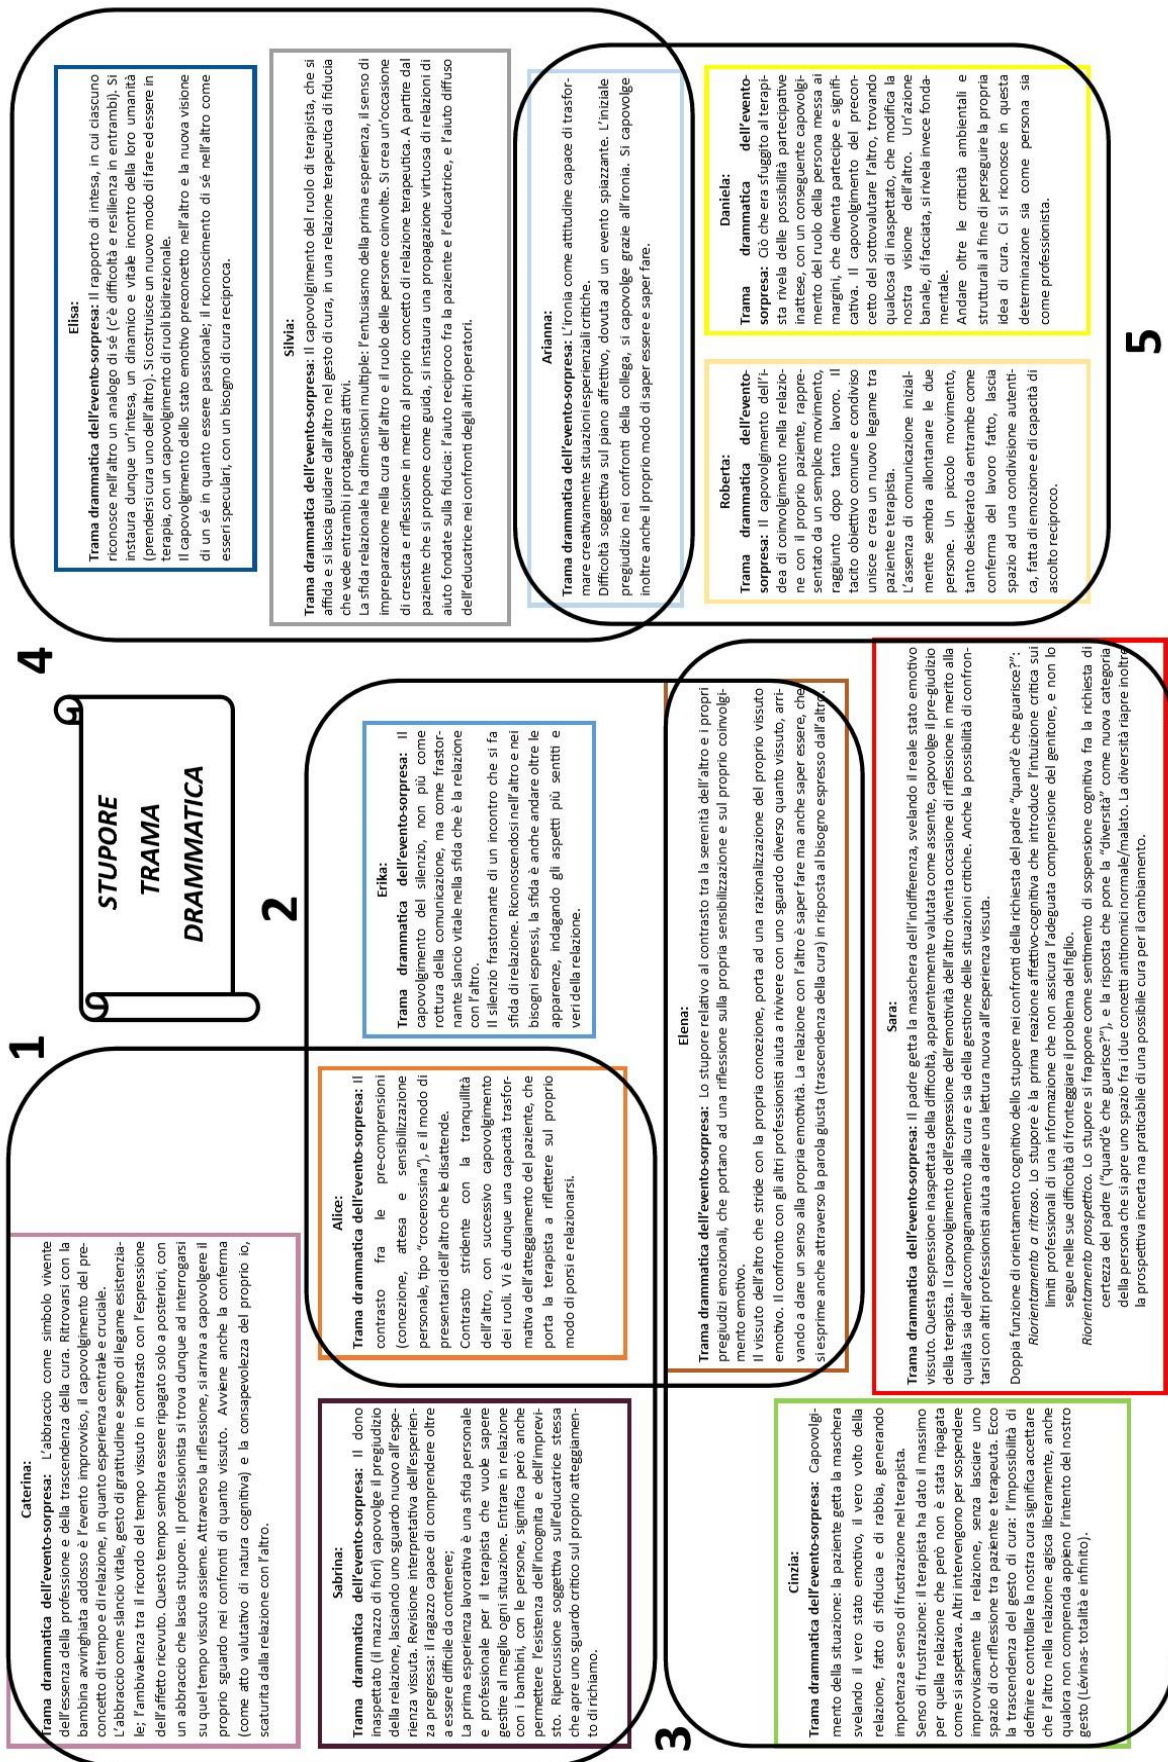 STUPORE
TRAMA
DRAMMATICA
1
Caterina:
Trama drammatica dell'evento-sorpresa: L'abbraccio come simbolo vivente
dell'essenza della professione e della trascendenza della cura. Ritrovarsi con la
bambina avvinghiata addosso è l'evento improvviso, il capovolgimento del pre-
concetto di tempo e di relazione, in quanto esperienza centrale e cruciale.
L'abbraccio come slancio vitale, gesto di gratitudine e segno di legame esistenzia-
le; l'ambivalenza tra il ricordo del tempo vissuto in contrasto con l'espressione
dell'affetto ricevuto. Questo tempo sembra essere ripagato solo a posteriori, con
un abbraccio che lascia stupore. Il professionista si trova dunque ad interrogarsi
su quel tempo vissuto assieme. Attraverso la riflessione, si arriva a capovolgere il
proprio sguardo nei confronti di quanto vissuto. Avviene anche la conferma
(come atto valutativo di natura cognitiva) e la consapevolezza del proprio io,
scaturita dalla relazione con l'altro.
Sabrina:
Trama drammatica dell'evento-sorpresa: Il dono
inaspettato (il mazzo di fiori) capovolge il pregiudizio
della relazione, lasciando uno sguardo nuovo all'espe-
rienza vissuta. Revisione interpretativa dell'esperien-
za pregressa: il ragazzo capace di comprendere oltre
a essere difficile da contenere;
La prima esperienza lavorativa è una sfida personale
e professionale per il terapista che vuole sapere
gestire al meglio ogni situazione. Entrare in relazione
con i bambini, con le persone, significa però anche
permettere l'esistenza dell'incognita e dell'imprevi-
sto. Ripercussione soggettiva sull'educatrice stessa
che apre uno sguardo critico sul proprio atteggiamen-
to di richiamo.
Alice:
Trama drammatica dell'evento-sorpresa: Il
contrasto fra le pre-comprensioni
(concezione, attesa e sensibilizzazione
personale, tipo "crocerossina"), e il modo di
presentarsi dell'altro che le disattende.
Contrasto stridente con la tranquillità
dell'altro, con successivo capovolgimento
dei ruoli. Vi è dunque una capacità trasfor-
mativa dell'atteggiamento del paziente, che
porta la terapista a riflettere sul proprio
modo di porsi e relazionarsi.
2
Erika:
Trama drammatica dell'evento-sorpresa: Il
capovolgimento del silenzio, non più come
rottura della comunicazione, ma come frastor-
nante slancio vitale nella sfida che è la relazione
con l'altro.
Il silenzio frastornante di un incontro che si fa
sfida di relazione. Riconoscendosi nell'altro e nei
bisogni espressi, la sfida è anche andare oltre le
apparenze, indagando gli aspetti più sentiti e
veri della relazione.
Elena:
Trama drammatica dell'evento-sorpresa: Lo stupore relativo al contrasto tra la serenità dell'altro e i propri
pregiudizi emozionali, che portano ad una riflessione sulla propria sensibilizzazione e sul proprio coinvolgi-
mento emotivo.
Il vissuto dell'altro che stride con la propria concezione, porta ad una razionalizzazione del proprio vissuto
emotivo. Il confronto con gli altri professionisti aiuta a rivivere con uno sguardo diverso quanto vissuto, arri-
vando a dare un senso alla propria emotività. La relazione con l'altro è saper fare ma anche saper essere, che
si esprime anche attraverso la parola giusta (trascendenza della cura) in risposta al bisogno espresso dall'altro.
3
Cinzia:
Trama drammatica dell'evento-sorpresa: Capovolgi-
mento della situazione: la paziente getta la maschera
svelando il vero stato emotivo, il vero volto della
relazione, fatto di sfiducia e di rabbia, generando
impotenza e senso di frustrazione nel terapista.
Senso di frustrazione: il terapista ha dato il massimo
per quella relazione che però non è stata ripagata
come si aspettava. Altri intervengono per sospendere
improvvisamente la relazione, senza lasciare uno
spazio di co-riflessione tra paziente e terapeuta. Ecco
la trascendenza del gesto di cura: l'impossibilità di
definire e controllare la nostra cura significa accettare
che l'altro nella relazione agisca liberamente, anche
qualora non comprenda appieno l'intento del nostro
gesto (Lévinas totalità e infinito).
Sara:
Trama drammatica dell'evento-sorpresa: Il padre getta la maschera dell'indifferenza, svelando il reale stato emotivo
vissuto. Questa espressione inaspettata della difficoltà, apparentemente valutata come assente, capovolge il pre-giudizio
della terapista. Il capovolgimento dell'espressione dell'emotività dell'altro diventa occasione di riflessione in merito alla
qualità sia dell'accompagnamento alla cura e sia della gestione delle situazioni critiche. Anche la possibilità di confron-
tarsi con altri professionisti aiuta a dare una lettura nuova all'esperienza vissuta.
Doppia funzione di orientamento cognitivo dello stupore nei confronti della richiesta del padre "quand'è che guarisce?":
Riorientamento a ritroso. Lo stupore è la prima reazione affettivo-cognitiva che introduce l'intuizione critica sui
limiti professionali di una informazione che non assicura l'adeguata comprensione del genitore, e non lo
segue nelle sue difficoltà di fronteggiare il problema del figlio.
Riorientamento prospettico. Lo stupore si frappone come sentimento di sospensione cognitiva fra la richiesta di
certezza del padre ("quand'è che guarisce?"), e la risposta che pone la "diversità" come nuova categoria
della persona che si apre uno spazio fra i due concetti antinomici normale/malato. La diversità riapre inoltre
la prospettiva incerta ma praticabile di una possibile cura per il cambiamento.
4
Elisa:
Trama drammatica dell'evento-sorpresa: Il rapporto di intesa, in cui ciascuno
riconosce nell'altro un analogo di sé (c'è difficoltà e resilienza in entrambi). Si
instaura dunque un'intesa, un dinamico e vitale incontro della loro umanità
(prendersi cura uno dell'altro). Si costruisce un nuovo modo di fare ed essere in
terapia, con un capovolgimento di ruoli bidirezionale.
Il capovolgimento dello stato emotivo preconcetto nell'altro e la nuova visione
di un sé in quanto essere passionale; il riconoscimento di sé nell'altro come
esseri speculari, con un bisogno di cura reciproca.
Silvia:
Trama drammatica dell'evento-sorpresa: Il capovolgimento del ruolo di terapista, che si
affida e si lascia guidare dall'altro nel gesto di cura, in una relazione terapeutica di fiducia
che vede entrambi i protagonisti attivi.
La sfida relazionale ha dimensioni multiple: l'entusiasmo della prima esperienza, il senso di
impreparazione nella cura dell'altro e il ruolo delle persone coinvolte. Si crea un'occasione
di crescita e riflessione in merito al proprio concetto di relazione terapeutica. A partire dal
paziente che si propone come guida, si instaura una propagazione virtuosa di relazioni di
aiuto fondate sulla fiducia: l'aiuto reciproco fra la paziente e l'educatrice, e l'aiuto diffuso
dell'educatrice nei confronti degli altri operatori.
Arianna:
Trama drammatica dell'evento-sorpresa: L'ironia come attitudine capace di trasfor-
mare creativamente situazioni esperienziali critiche.
Difficoltà soggettiva sul piano affettivo, dovuta ad un evento spiazzante. L'iniziale
pregiudizio nei confronti della collega, si capovolge grazie all'ironia. Si capovolge
inoltre anche il proprio modo di saper essere e saper fare.
Roberta:
Trama drammatica dell'evento-
sorpresa: Il capovolgimento dell'i-
dea di coinvolgimento nella relazio-
ne con il proprio paziente, rappre-
sentato da un semplice movimento,
raggiunto dopo tanto lavoro. Il
tacito obiettivo comune e condiviso
unisce e crea un nuovo legame tra
paziente e terapista.
L'assenza di comunicazione inizial-
mente sembra allontanare le due
persone. Un piccolo movimento,
tanto desiderato da entrambe come
conferma del lavoro fatto, lascia
spazio ad una condivisione autenti-
ca, fatta di emozione e di capacità di
ascolto reciproco.
Daniela:
Trama drammatica dell'evento-
sorpresa: Ciò che era sfuggito al terapi-
sta rivela delle possibilità partecipative
inattese, con un conseguente capovolgi-
mento del ruolo della persona messa ai
margini, che diventa partecipe e signifi-
cativa. Il capovolgimento del precon-
cetto del sottovalutare l'altro, trovando
qualcosa di inaspettato, che modifica la
nostra visione dell'altro. Un'azione
banale, di facciata, si rivela invece fonda-
mentale.
Andare oltre le criticità ambientali e
strutturali al fine di perseguire la propria
idea di cura. Ci si riconosce in questa
determinazione sia come persona sia
come professionista.
5